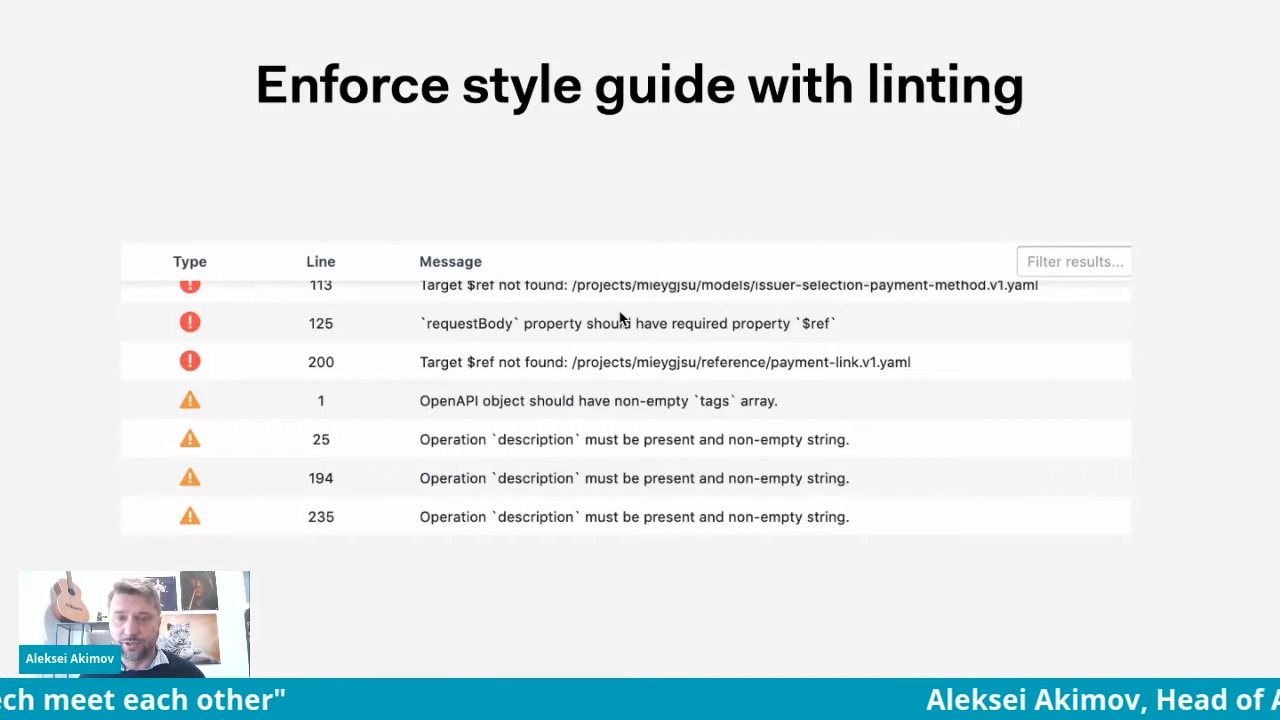 Enforce style guide with linting
Type Line Message Filter results...
113 Target $ref not found: /projects/mieygjsu/models/issuer-selection-payment-method.v1.yaml
125 `requestBody` property should have required property `$ref`
200 Target $ref not found: /projects/mieygjsu/reference/payment-link.v1.yaml
1 OpenAPI object should have non-empty `tags` array.
25 Operation `description` must be present and non-empty string.
194 Operation `description` must be present and non-empty string.
235 Operation `description` must be present and non-empty string.
Aleksei Akimov
ech meet each other" Aleksei Akimov, Head of A